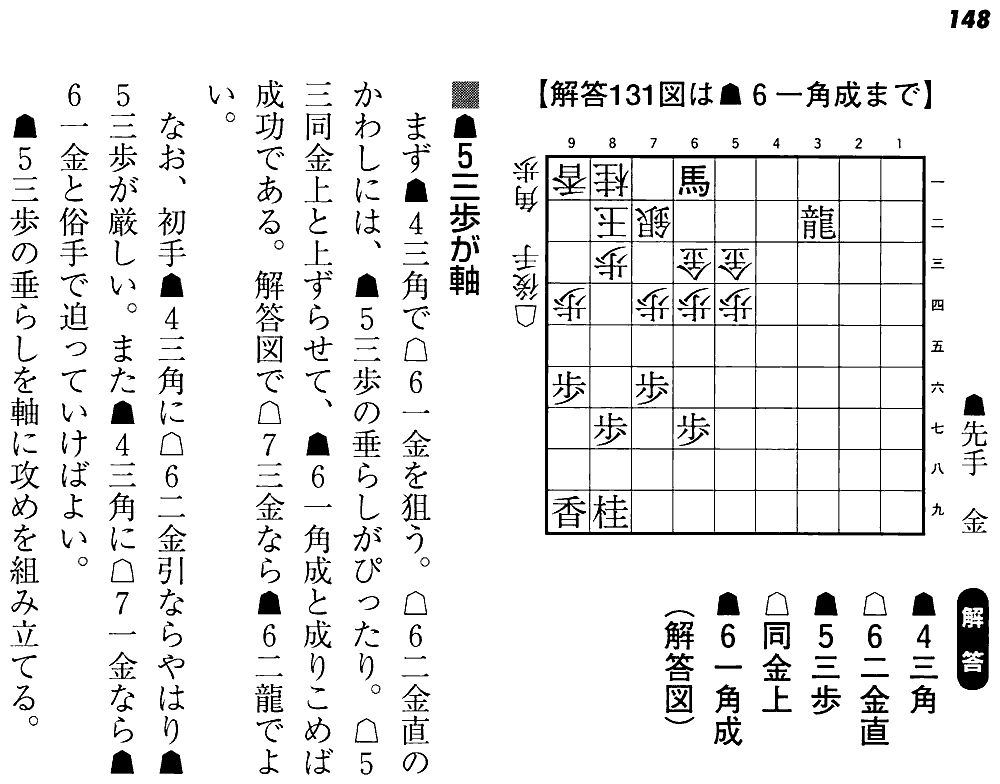 148
【解答131図は☗6一角成まで】
9 8 7 6 5 4 3 2 1
香 桂 馬 一
王 銀 龍 二
歩 金 金 三
歩 歩 歩 歩 四
五
歩 歩 六
歩 歩 七
八
香 桂 九
☖後手 角 歩
☗先手 金
解答
☗4三角
☖6二金直
☗5三歩
☖同金上
☗6一角成
(解答図)
☗5三歩が軸
まず☗4三角で☖6一金を狙う。☖6二金直の
かわしには、☗5三歩の垂らしがぴったり。☖5
三同金上と上ずらせて、☗6一角成と成りこめば
成功である。解答図で☖7三金なら☗6二龍でよ
い。
なお、初手☗4三角に☖6二金引ならやはり☗
5三歩が厳しい。また☗4三角に☖7一金なら☗
6一金と俗手で迫っていけばよい。
☗5三歩の垂らしを軸に攻めを組み立てる。